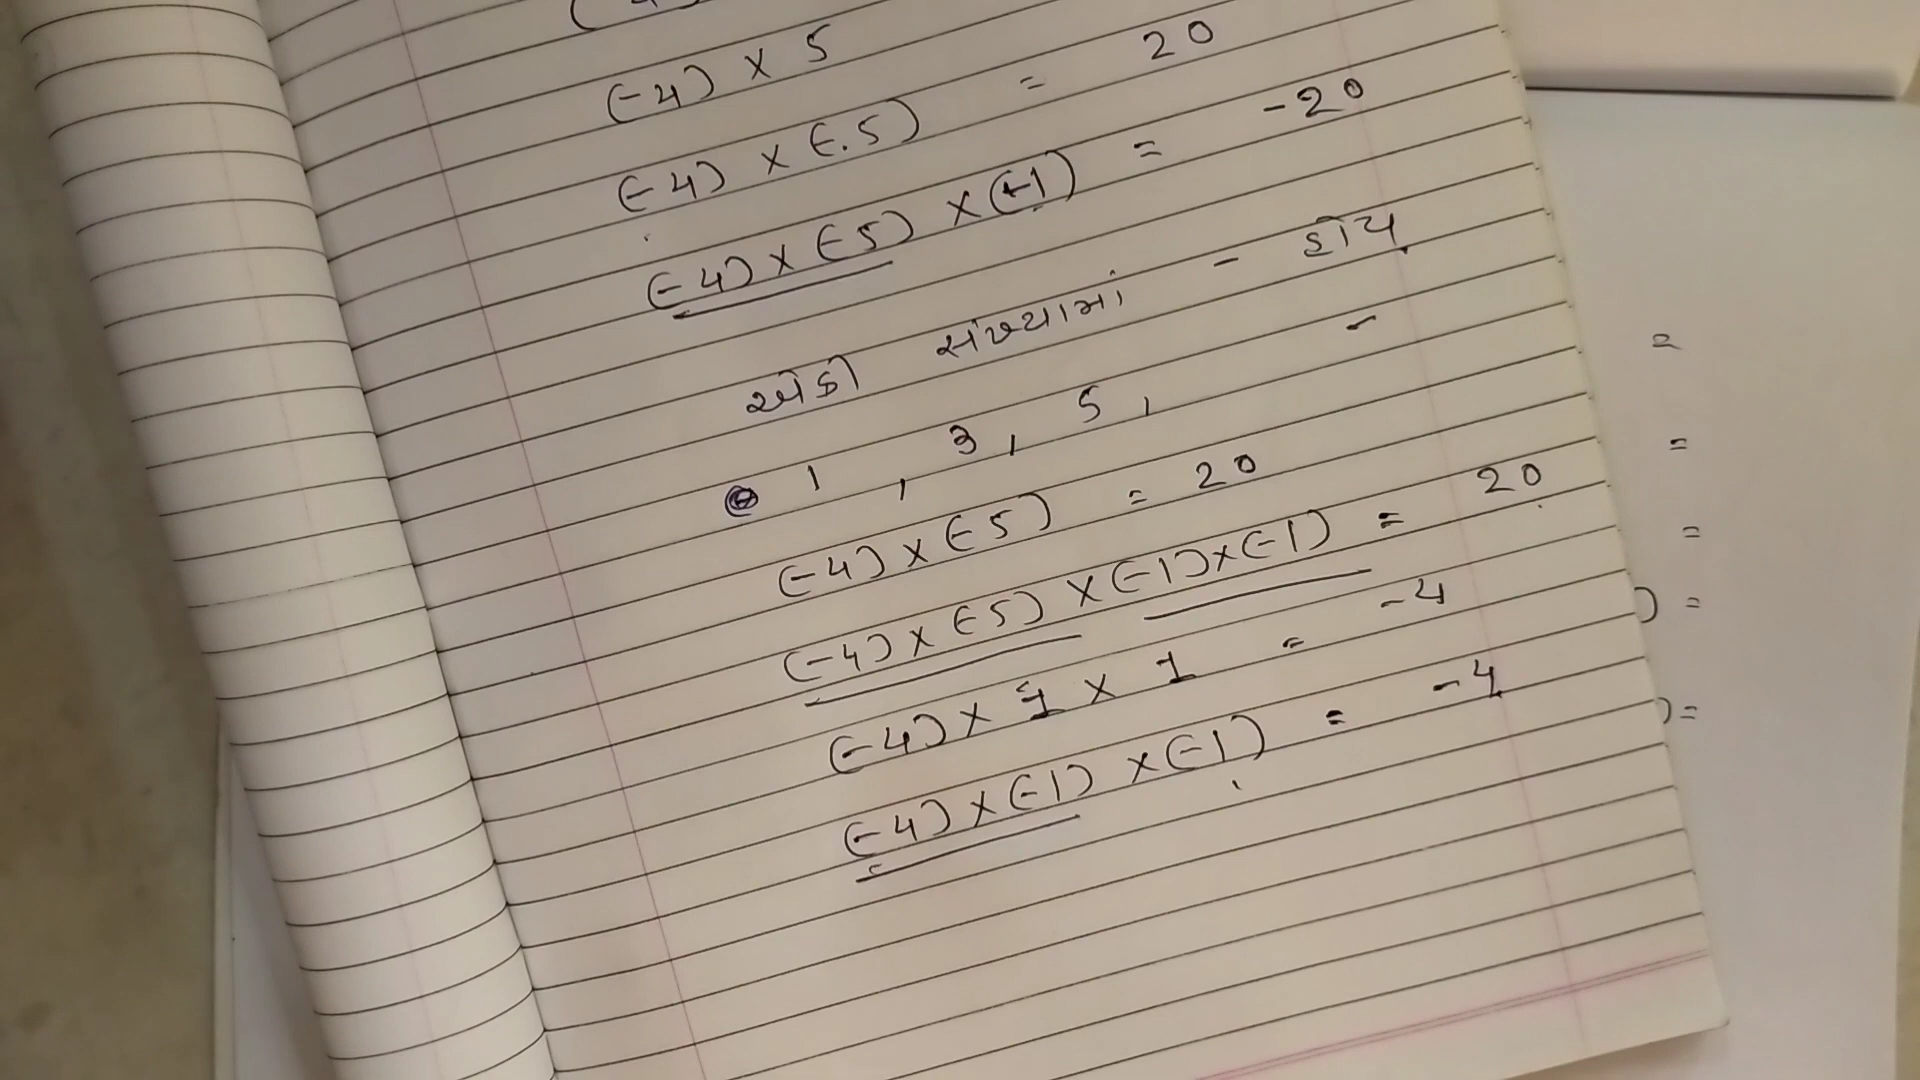 (-4) × 5
(-4) × (-5) = 20
(-4) × (-5) × (-1) = -20
એકી સંખ્યામાં - હોય
1, 3, 5, -
(-4) × (-5) = 20
(-4) × (-5) × (-1) × (-1) = 20
(-4) × 1 × 1 = -4
(-4) × (-1) × (-1) = -4
=
=
=
) =
) =